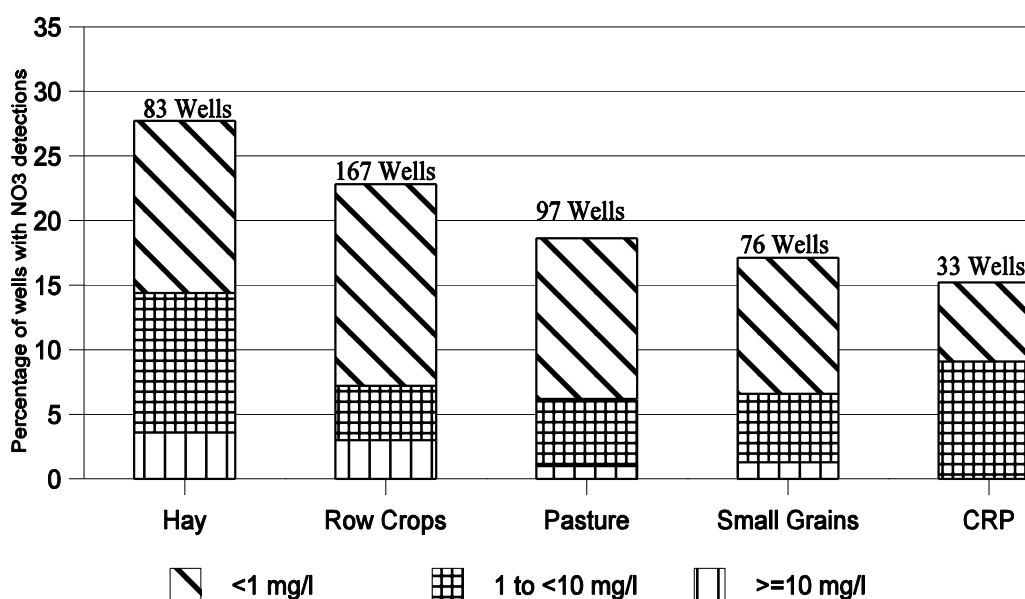 Percentage of wells with NO3 detections
35
30
25
20
15
10
5
0
83 Wells
167 Wells
97 Wells
76 Wells
33 Wells
Hay
Row Crops
Pasture
Small Grains
CRP
<1 mg/l
1 to <10 mg/l
>=10 mg/l